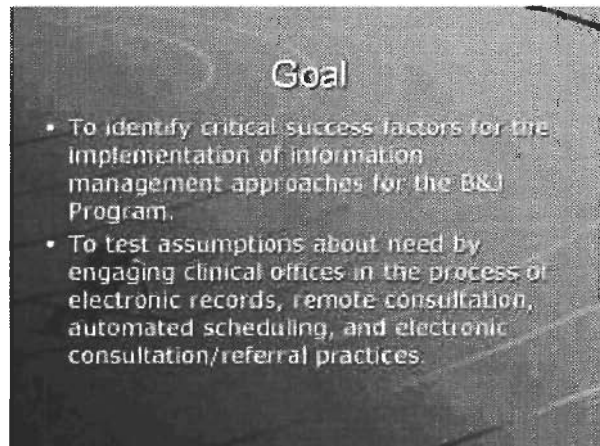 Goal
• To identify critical success factors for the
implementation of information
management approaches for the B&J
Program.
• To test assumptions about need by
engaging clinical offices in the process of
electronic records, remote consultation,
automated scheduling, and electronic
consultation/referral practices.